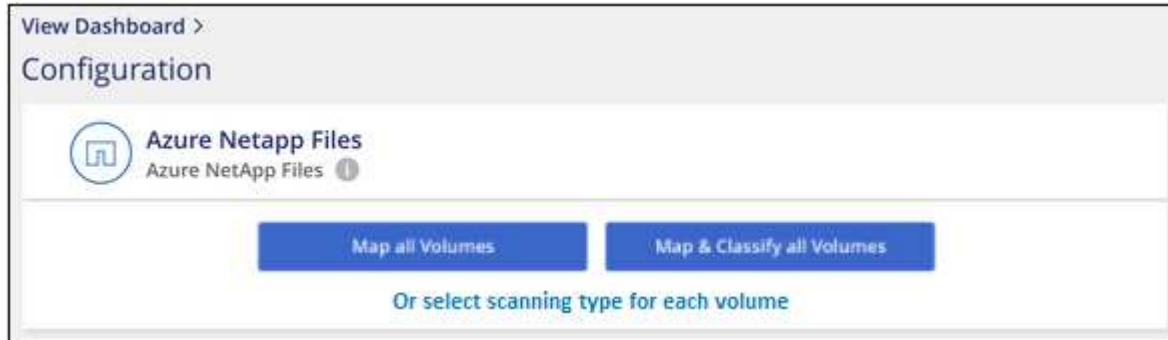 View Dashboard >
Configuration
Azure Netapp Files
Azure NetApp Files
Map all Volumes
Map & Classify all Volumes
Or select scanning type for each volume